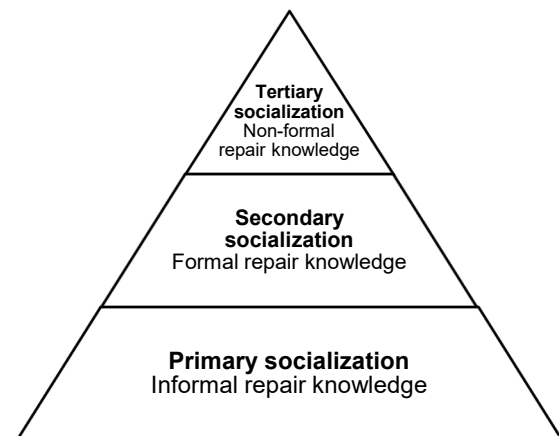 Tertiary
socialization
Non-formal
repair knowledge
Secondary
socialization
Formal repair knowledge
Primary socialization
Informal repair knowledge